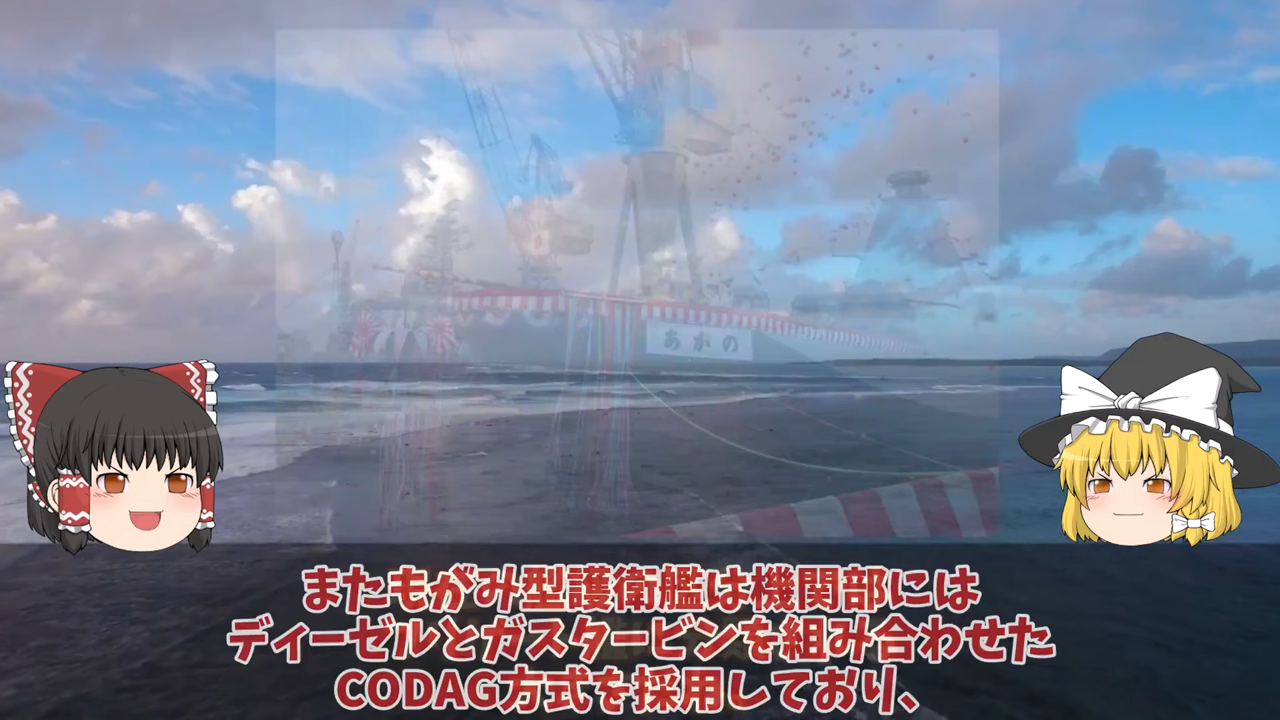 あがの
またもがみ型護衛艦は機関部には
ディーゼルとガスタービンを組み合わせた
CODAG方式を採用しており、